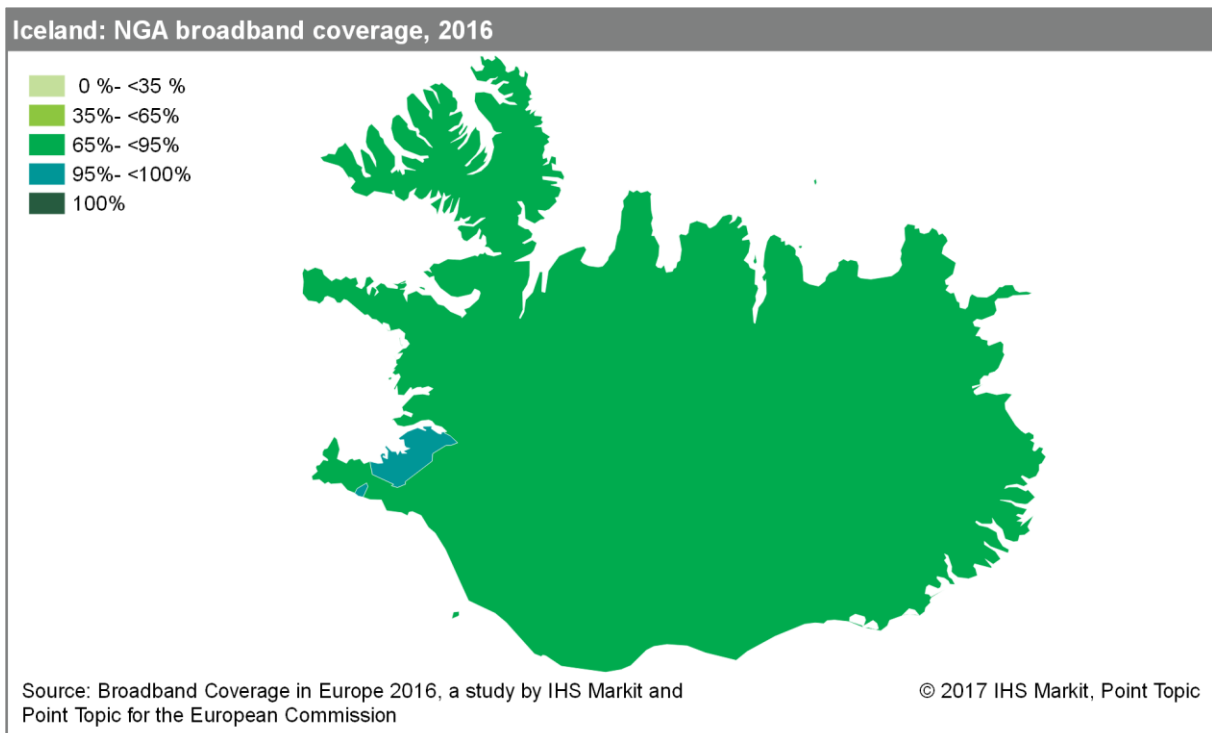 Iceland: NGA broadband coverage, 2016
0 %- <35 %
35%- <65%
65%- <95%
95%- <100%
100%
Source: Broadband Coverage in Europe 2016, a study by IHS Markit and
Point Topic for the European Commission
© 2017 IHS Markit, Point Topic